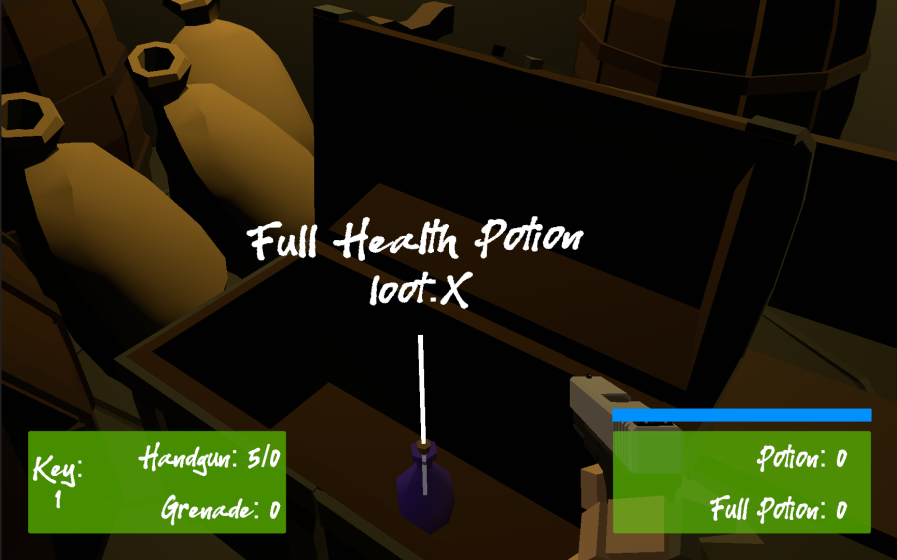 Full Health Potion
loot:X
Key:
1
Handgun: 5/0
Grenade: 0
Potion: 0
Full Potion: 0